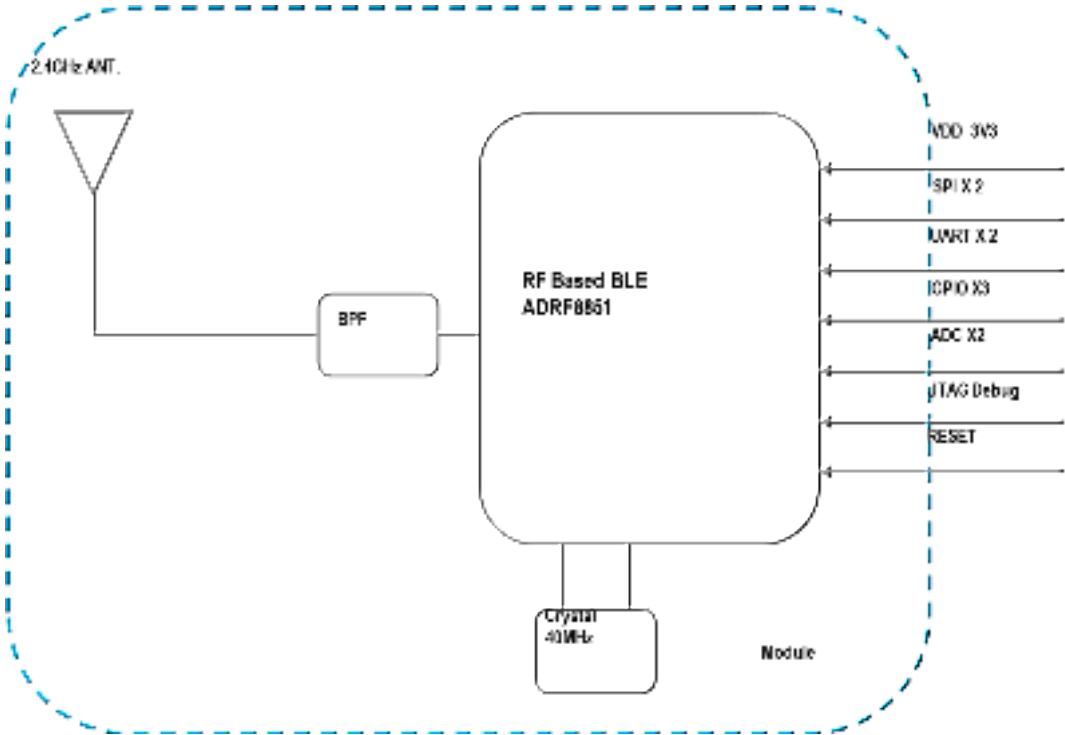 2.4GHz ANT.
VDD 3V3
SPI X 2
UART X 2
GPIO X3
ADC X2
JTAG Debug
RESET
RF Based BLE
ADRF8851
BPF
Crystal
40MHz
Module